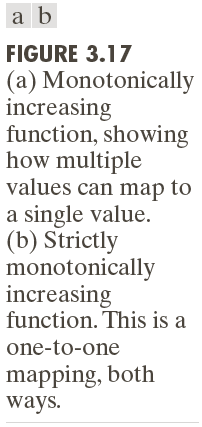 a b
FIGURE 3.17
(a) Monotonically
increasing
function, showing
how multiple
values can map to
a single value.
(b) Strictly
monotonically
increasing
function. This is a
one-to-one
mapping, both
ways.